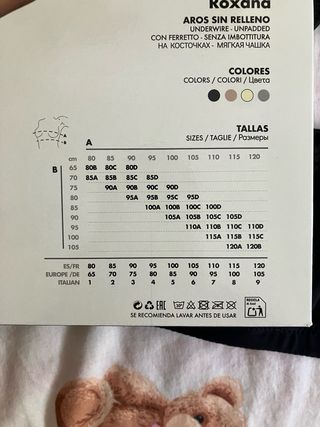 Roxana
AROS SIN RELLENO
UNDERWIRE - UNPADDED
CON FERRETTO - SENZA IMBOTTITURA
НА КОСТОЧКАХ - МЯГКАЯ ЧАШКА
COLORES
COLORS / COLORI / Цвета
TALLAS
SIZES / TAGLIE / Размеры
A
cm 80 85 90 95 100 105 110 115 120
B
65 80B 80C 80D
70 85A 85B 85C 85D
75 90A 90B 90C 90D
80 95A 95B 95C 95D
85 100A 100B 100C 100D
90 105A 105B 105C 105D
95 110A 110B 110C 110D
100 115A 115B 115C
105 120A 120B
ES/FR 80 85 90 95 100 105 110 115 120
EUROPE /DE 65 70 75 80 85 90 95 100 105
ITALIAN 1 2 3 4 5 6 7 8 9
SE RECOMIENDA LAVAR ANTES DE USAR